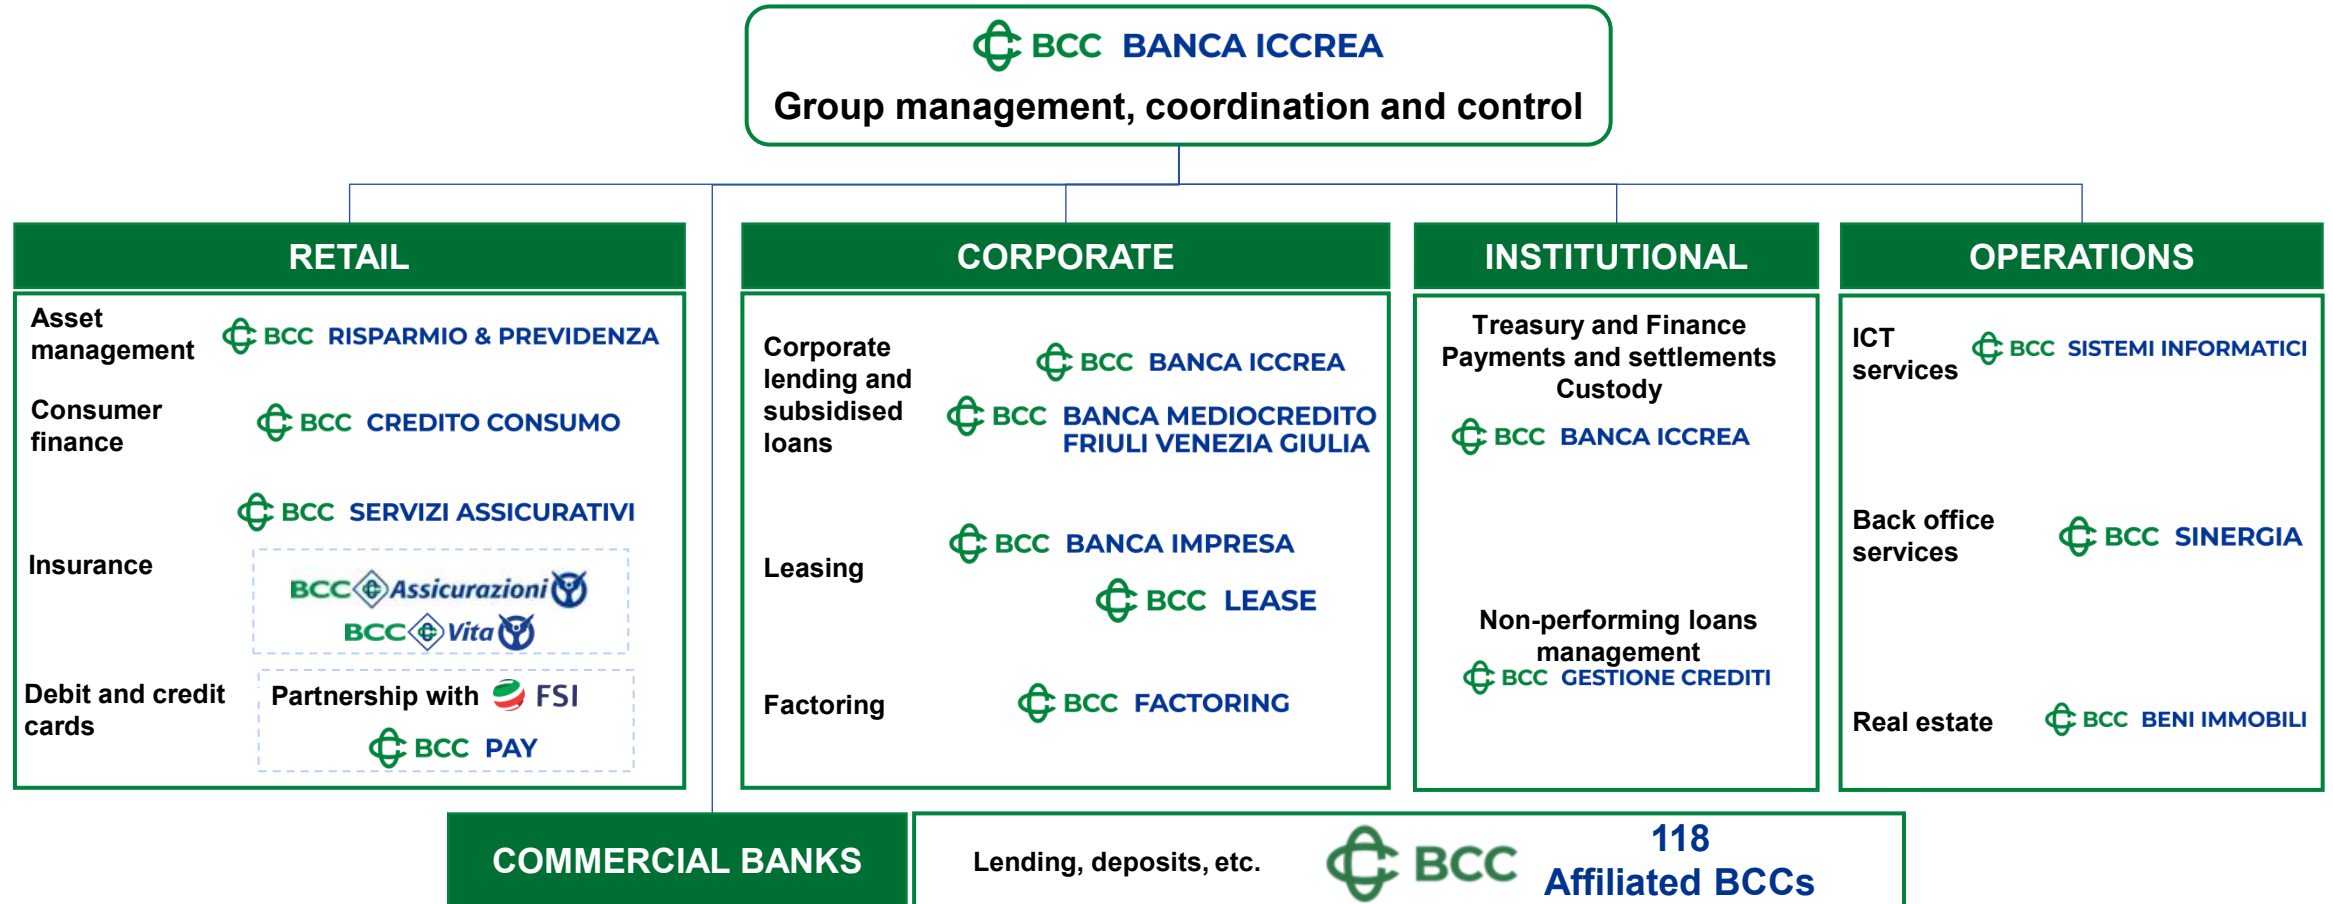 BCC BANCA ICCREA
Group management, coordination and control
RETAIL
Asset
management
BCC RISPARMIO & PREVIDENZA
Consumer
finance
BCC CREDITO CONSUMO
BCC SERVIZI ASSICURATIVI
Insurance
BCC Assicurazioni
BCC Vita
Debit and credit
cards
Partnership with FSI
BCC PAY
CORPORATE
Corporate
lending and
subsidised
loans
BCC BANCA ICCREA
BCC BANCA MEDIOCREDITO
FRIULI VENEZIA GIULIA
Leasing
BCC BANCA IMPRESA
BCC LEASE
Factoring
BCC FACTORING
INSTITUTIONAL
Treasury and Finance
Payments and settlements
Custody
BCC BANCA ICCREA
Non-performing loans
management
BCC GESTIONE CREDITI
OPERATIONS
ICT
services
BCC SISTEMI INFORMATICI
Back office
services
BCC SINERGIA
Real estate
BCC BENI IMMOBILI
COMMERCIAL BANKS
Lending, deposits, etc.
BCC
118
Affiliated BCCs